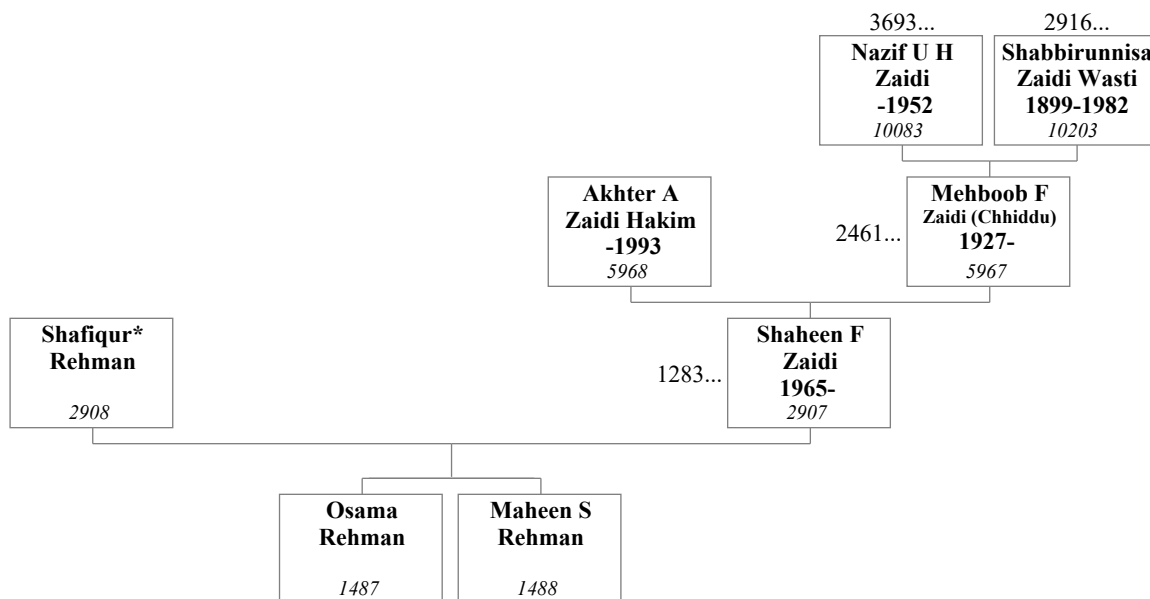 3693...
2916...
Nazif U H
Zaidi
-1952
10083
Shabbirunnisa
Zaidi Wasti
1899-1982
10203
Akhter A
Zaidi Hakim
-1993
5968
2461...
Mehboob F
Zaidi (Chhiddu)
1927-
5967
Shafiqur*
Rehman
2908
1283...
Shaheen F
Zaidi
1965-
2907
Osama
Rehman
1487
Maheen S
Rehman
1488